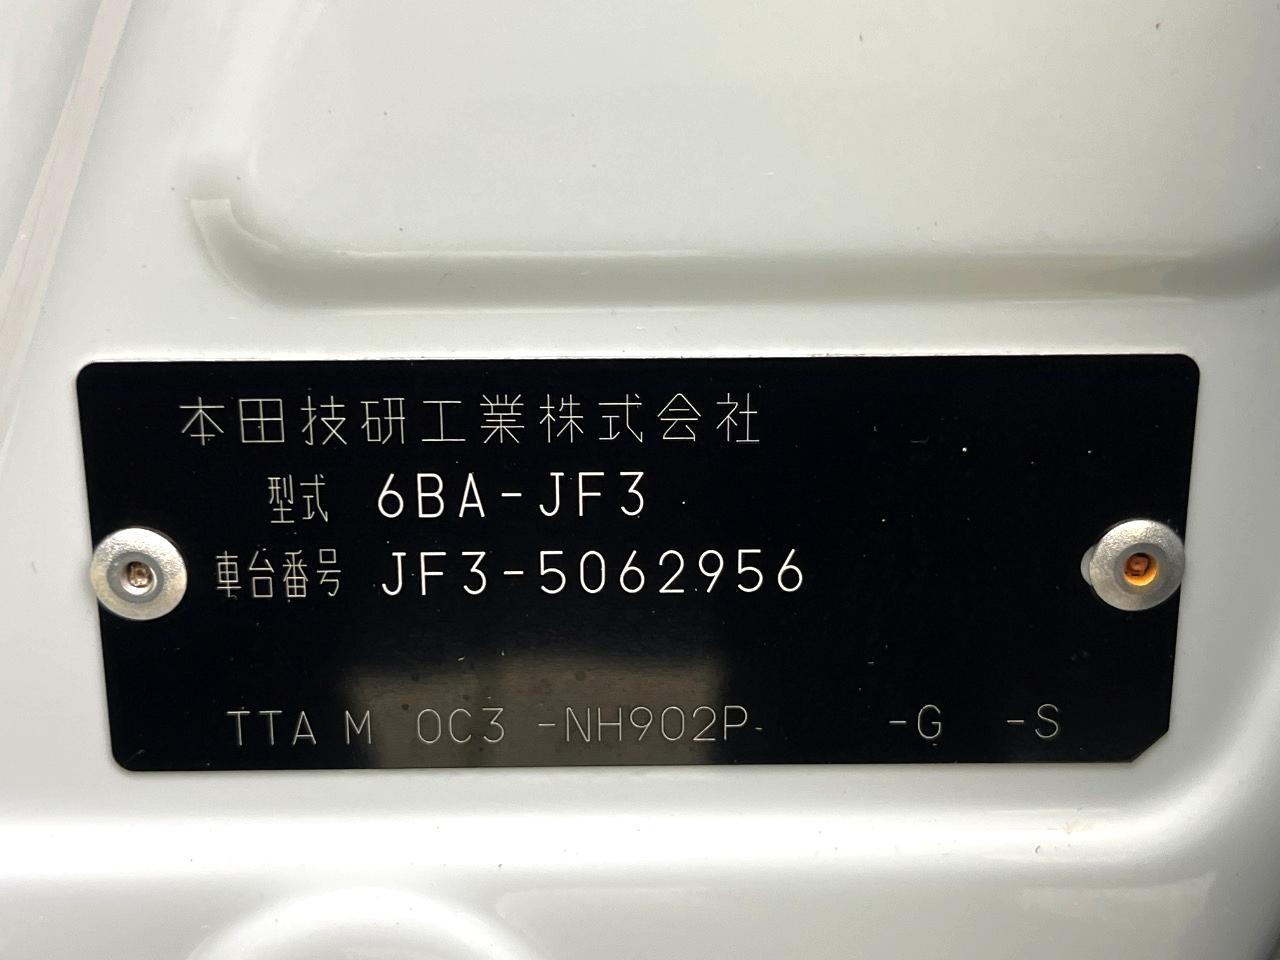 本田技研工業株式会社
型式 6BA-JF3
車台番号 JF3-5062956
TTA M 0C3 -NH902P- -G -S